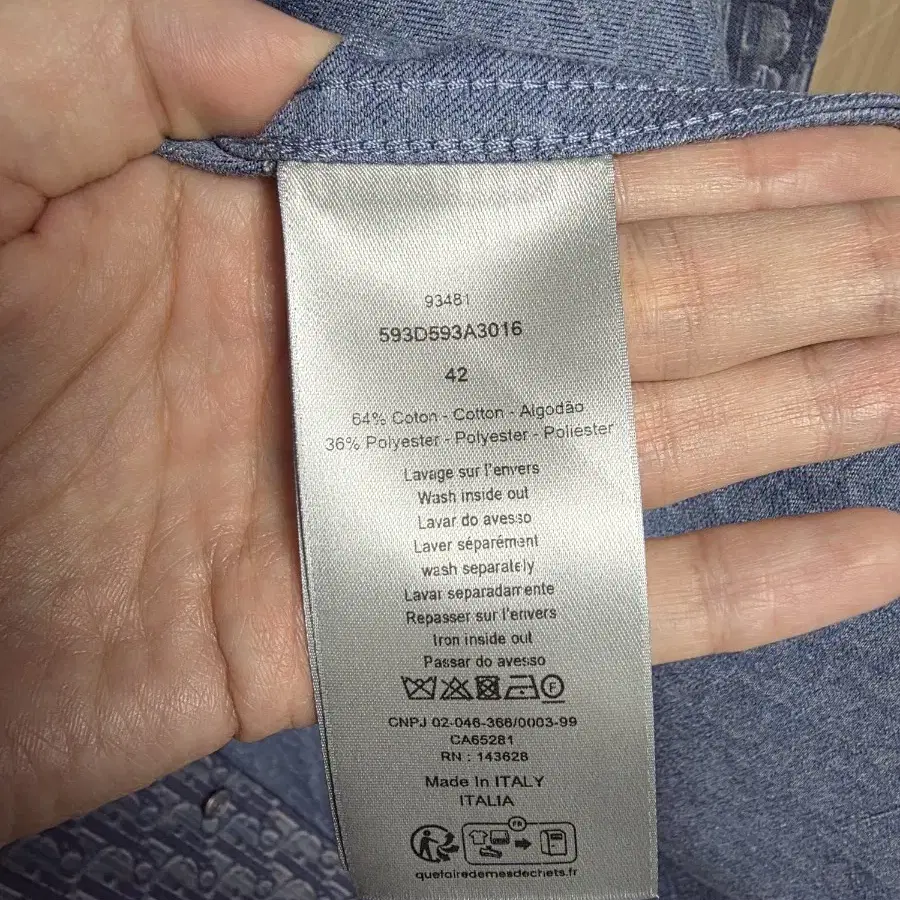 93481
593D593A3016
42
64% Coton - Cotton - Algodão
36% Polyester - Polyester - Poliester
Lavage sur l'envers
Wash inside out
Lavar do avesso
Laver séparément
wash separately
Lavar separadamente
Repasser sur l'envers
Iron inside out
Passar do avesso
F
CNPJ 02-046-366/0003-99
CA65281
RN : 143628
Made In ITALY
ITALIA
FR
quefairedemesdechets.fr